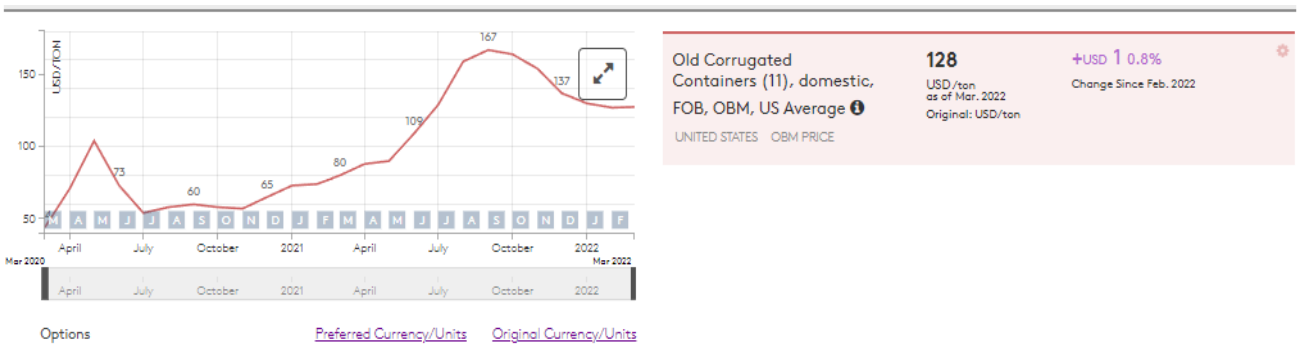 USD/TON
150
100
50
73
60
65
80
109
167
137
M A M J J A S O N D J F M A M J J A S O N D J F
April July October 2021 April July October 2022
Mar 2020 Mar 2022
April July October 2021 April July October 2022
Options Preferred Currency/Units Original Currency/Units
Old Corrugated
Containers (11), domestic,
FOB, OBM, US Average
UNITED STATES OBM PRICE
128
USD/ton
as of Mar. 2022
Original: USD/ton
+USD 1 0.8%
Change Since Feb. 2022